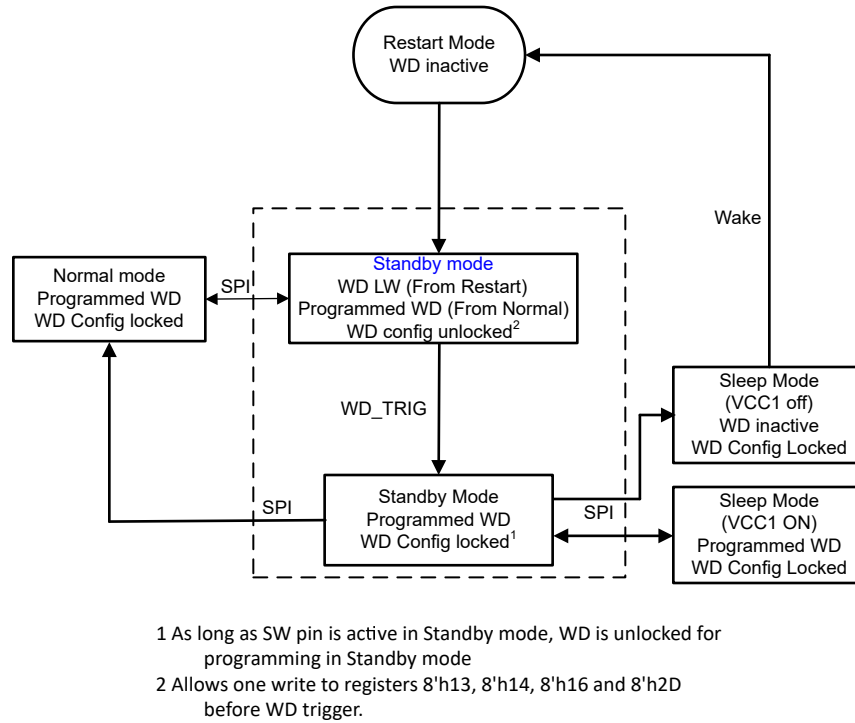 Restart Mode
WD inactive
Wake
Standby mode
WD LW (From Restart)
Programmed WD (From Normal)
WD config unlocked2
Normal mode
Programmed WD
WD Config locked
SPI
WD_TRIG
Sleep Mode
(VCC1 off)
WD inactive
WD Config Locked
Standby Mode
Programmed WD
WD Config locked1
SPI
SPI
Sleep Mode
(VCC1 ON)
Programmed WD
WD Config Locked
1 As long as SW pin is active in Standby mode, WD is unlocked for
programming in Standby mode
2 Allows one write to registers 8'h13, 8'h14, 8'h16 and 8'h2D
before WD trigger.